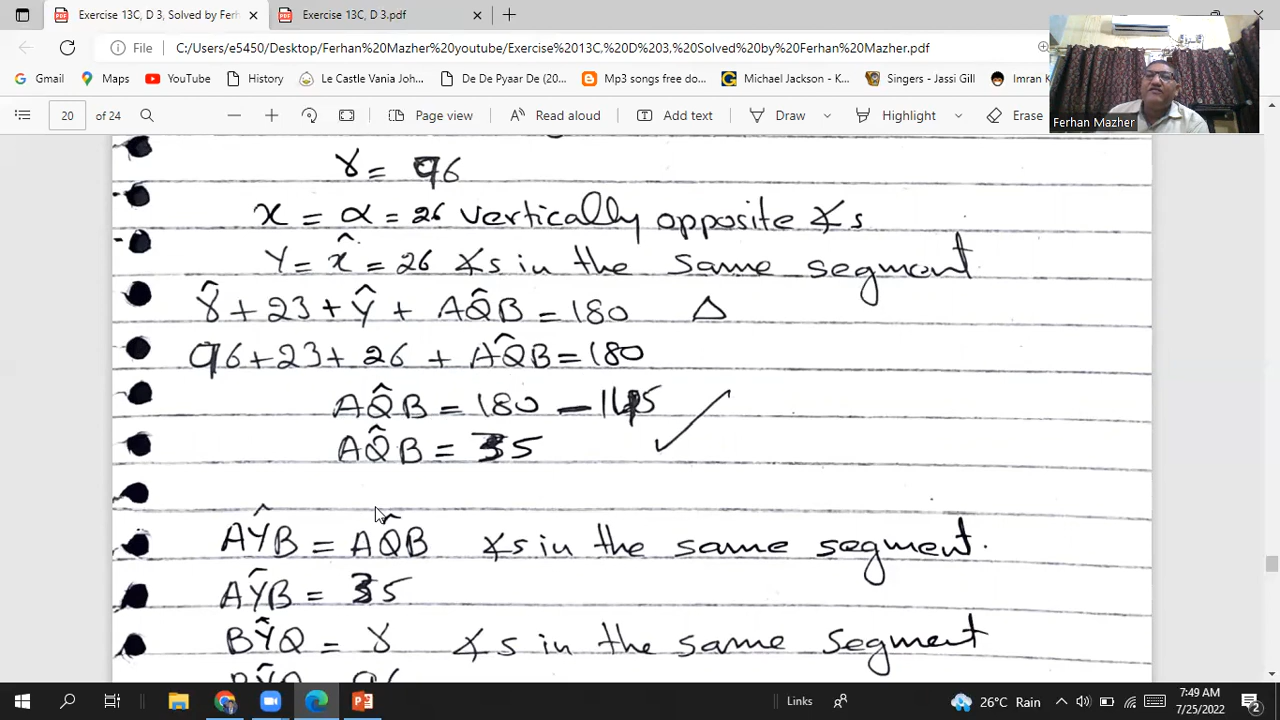 Exercise 13C, D 3, Solved by Ferhan
Exercise 13C, D 3.pdf
File
C:/Users/e5450/Desktop/Ferhan%20V
xercise%2013C,%20D%203,
lved%20by%20Ferhan%20Mazher.pdf
Gmail
Maps
YouTube
History
Le Castle Vania Joh...
De De Pyaar De (20...
Mp3 songs free do...
Michael Jackson - K...
Singers - Jassi Gill
Imran K
20 of 24
Page view
Read aloud
Add text
Draw
Highlight
Erase
Ferhan Mazher
γ = 96
x = α = 26 vertically opposite ∡s
Y = x̂ = 26 ∡s in the same segment
γ̂ + 23 + Ŷ + AQ̂B = 180 △
96 + 23 + 26 + AQ̂B = 180
AQ̂B = 180 - 145
AQ̂B = 35
AŶB = AQ̂B ∡s in the same segment.
AŶB = 35
BŶQ = γ ∡s in the same segment
Links
26°C Rain
7:49 AM
7/25/2022
2